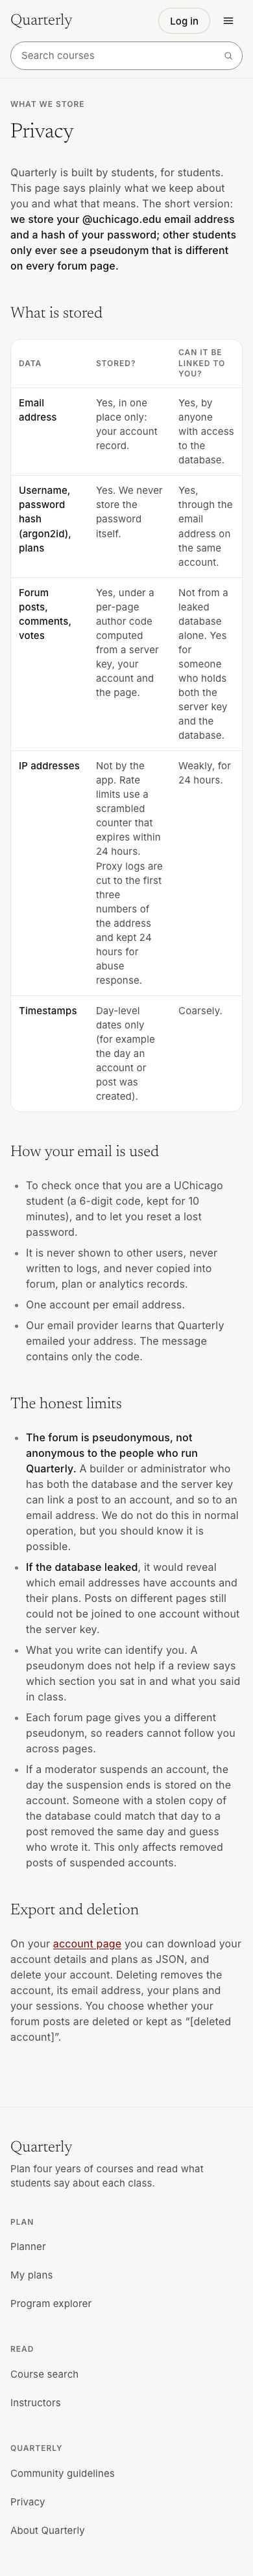 Quarterly
Log in
Search courses
WHAT WE STORE
Privacy
Quarterly is built by students, for students.
This page says plainly what we keep about
you and what that means. The short version:
we store your @uchicago.edu email address
and a hash of your password; other students
only ever see a pseudonym that is different
on every forum page.
What is stored
DATA
STORED?
CAN IT BE
LINKED TO
YOU?
Email
address
Yes, in one
place only:
your account
record.
Yes, by
anyone
with access
to the
database.
Username,
password
hash
(argon2id),
plans
Yes. We never
store the
password
itself.
Yes,
through the
email
address on
the same
account.
Forum
posts,
comments,
votes
Yes, under a
per-page
author code
computed
from a server
key, your
account and
the page.
Not from a
leaked
database
alone. Yes
for
someone
who holds
both the
server key
and the
database.
IP addresses
Not by the
app. Rate
limits use a
scrambled
counter that
expires within
24 hours.
Proxy logs are
cut to the first
three
numbers of
the address
and kept 24
hours for
abuse
response.
Weakly, for
24 hours.
Timestamps
Day-level
dates only
(for example
the day an
account or
post was
created).
Coarsely.
How your email is used
• To check once that you are a UChicago
student (a 6-digit code, kept for 10
minutes), and to let you reset a lost
password.
• It is never shown to other users, never
written to logs, and never copied into
forum, plan or analytics records.
• One account per email address.
• Our email provider learns that Quarterly
emailed your address. The message
contains only the code.
The honest limits
• The forum is pseudonymous, not
anonymous to the people who run
Quarterly. A builder or administrator who
has both the database and the server key
can link a post to an account, and so to an
email address. We do not do this in normal
operation, but you should know it is
possible.
• If the database leaked, it would reveal
which email addresses have accounts and
their plans. Posts on different pages still
could not be joined to one account without
the server key.
• What you write can identify you. A
pseudonym does not help if a review says
which section you sat in and what you said
in class.
• Each forum page gives you a different
pseudonym, so readers cannot follow you
across pages.
• If a moderator suspends an account, the
day the suspension ends is stored on the
account. Someone with a stolen copy of
the database could match that day to a
post removed the same day and guess
who wrote it. This only affects removed
posts of suspended accounts.
Export and deletion
On your account page you can download your
account details and plans as JSON, and
delete your account. Deleting removes the
account, its email address, your plans and
your sessions. You choose whether your
forum posts are deleted or kept as “[deleted
account]”.
Quarterly
Plan four years of courses and read what
students say about each class.
PLAN
Planner
My plans
Program explorer
READ
Course search
Instructors
QUARTERLY
Community guidelines
Privacy
About Quarterly